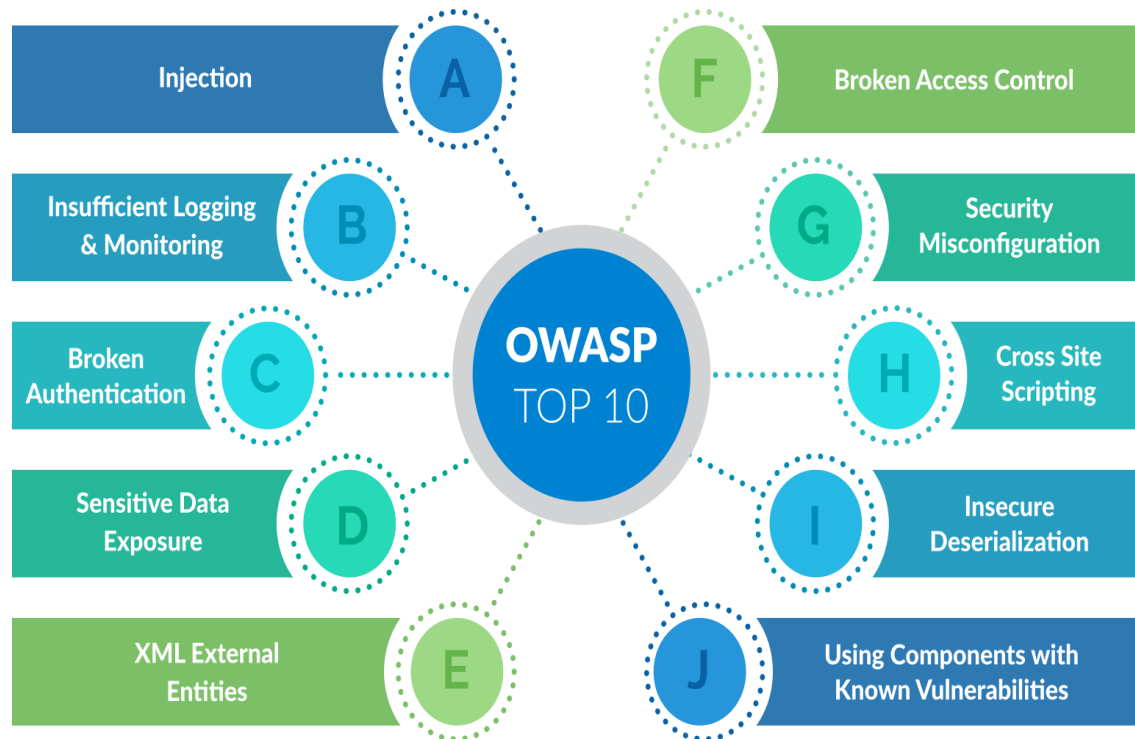 Injection
A
Insufficient Logging
& Monitoring
B
Broken
Authentication
C
Sensitive Data
Exposure
D
XML External
Entities
E
OWASP
TOP 10
F
Broken Access Control
G
Security
Misconfiguration
H
Cross Site
Scripting
I
Insecure
Deserialization
J
Using Components with
Known Vulnerabilities